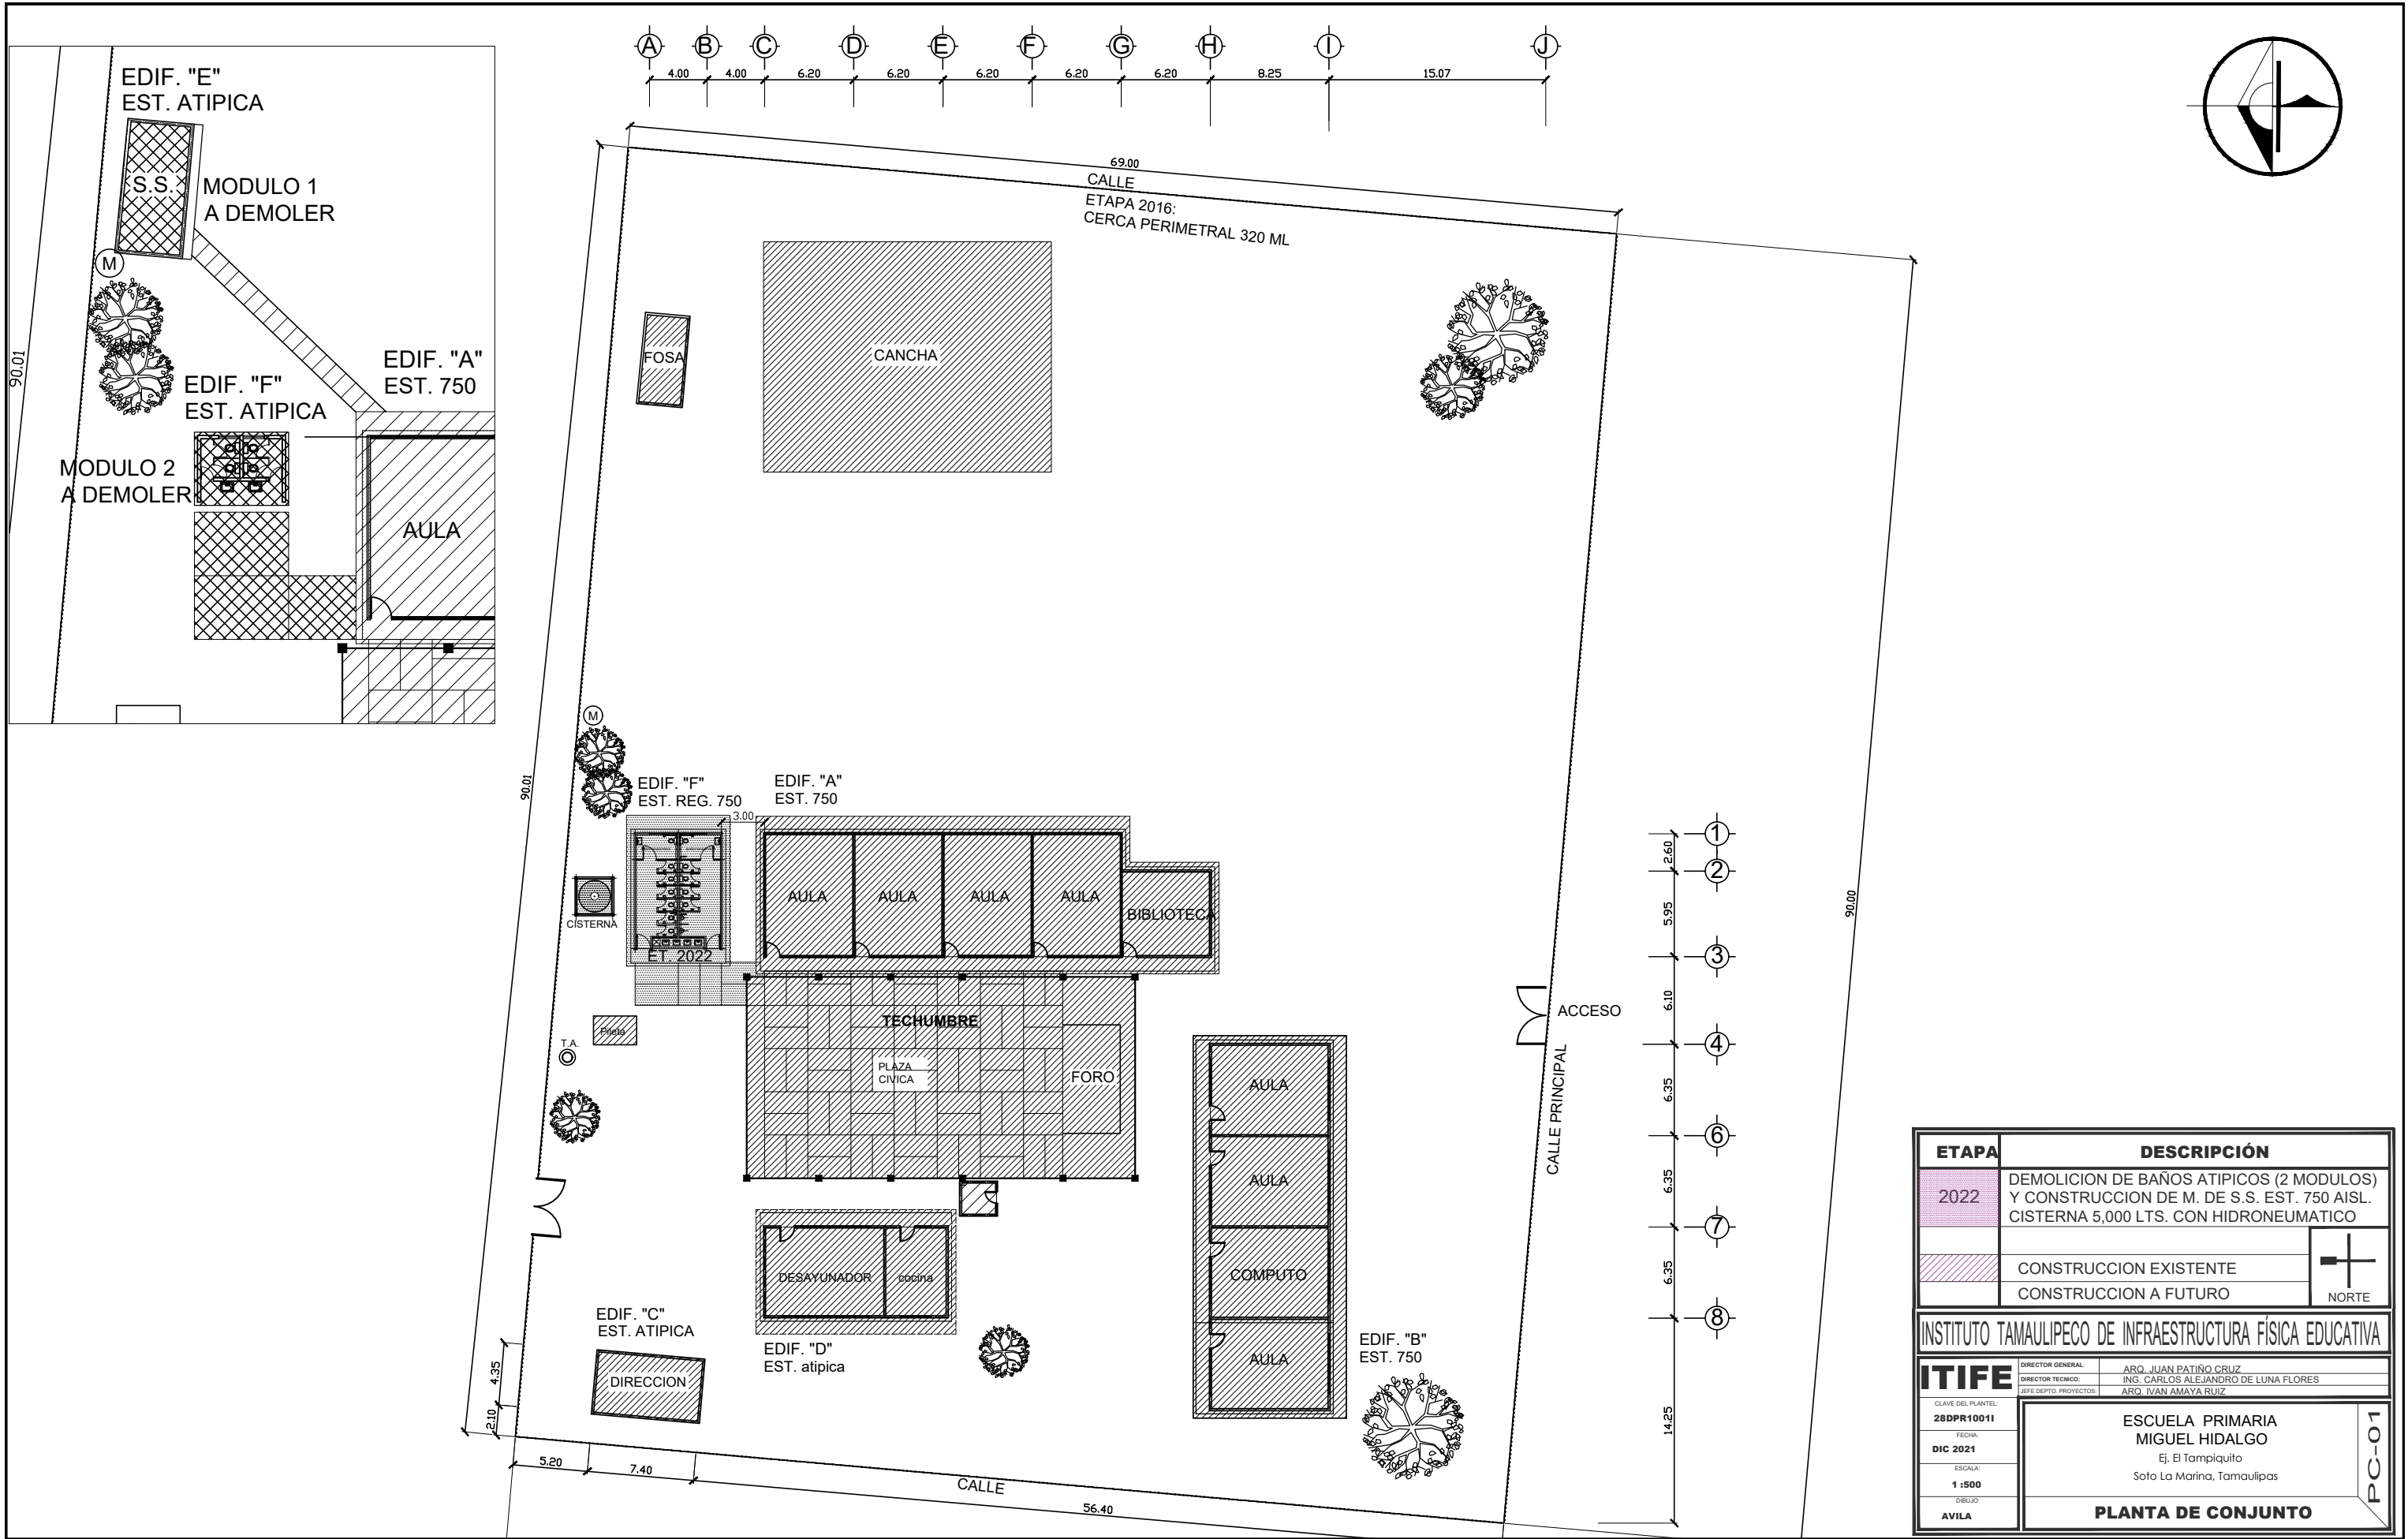 A B C D E F G H I J
4.00 4.00 6.20 6.20 6.20 6.20 6.20 8.25 15.07
EDIF. "E"
EST. ATIPICA
S.S.
MODULO 1
A DEMOLER
M
90.01
EDIF. "A"
EST. 750
EDIF. "F"
EST. ATIPICA
MODULO 2
A DEMOLER
AULA
69.00
CALLE
ETAPA 2016:
CERCA PERIMETRAL 320 ML
FOSA
CANCHA
M
90.01
EDIF. "F"
EST. REG. 750
EDIF. "A"
EST. 750
3.00
AULA
AULA
AULA
AULA
BIBLIOTECA
CISTERNA
ET. 2022
Pileta
T.A.
TECHUMBRE
PLAZA
CIVICA
FORO
ACCESO
CALLE PRINCIPAL
90.00
1
2.60
2
5.95
3
6.10
4
6.35
6
6.35
7
6.35
8
14.25
AULA
AULA
COMPUTO
AULA
DESAYUNADOR
cocina
EDIF. "C"
EST. ATIPICA
DIRECCION
EDIF. "D"
EST. atipica
EDIF. "B"
EST. 750
4.35
2.10
5.20
7.40
CALLE
56.40
ETAPA DESCRIPCIÓN
2022
DEMOLICION DE BAÑOS ATIPICOS (2 MODULOS)
Y CONSTRUCCION DE M. DE S.S. EST. 750 AISL.
CISTERNA 5,000 LTS. CON HIDRONEUMATICO
CONSTRUCCION EXISTENTE
CONSTRUCCION A FUTURO
NORTE
INSTITUTO TAMAULIPECO DE INFRAESTRUCTURA FÍSICA EDUCATIVA
ITIFE
DIRECTOR GENERAL: ARQ. JUAN PATIÑO CRUZ
DIRECTOR TECNICO: ING. CARLOS ALEJANDRO DE LUNA FLORES
JEFE DEPTO. PROYECTOS: ARQ. IVAN AMAYA RUIZ
CLAVE DEL PLANTEL:
28DPR1001I
FECHA:
DIC 2021
ESCALA:
1 :500
DIBUJO:
AVILA
ESCUELA PRIMARIA
MIGUEL HIDALGO
Ej. El Tampiquito
Soto La Marina, Tamaulipas
PLANTA DE CONJUNTO
PC-01